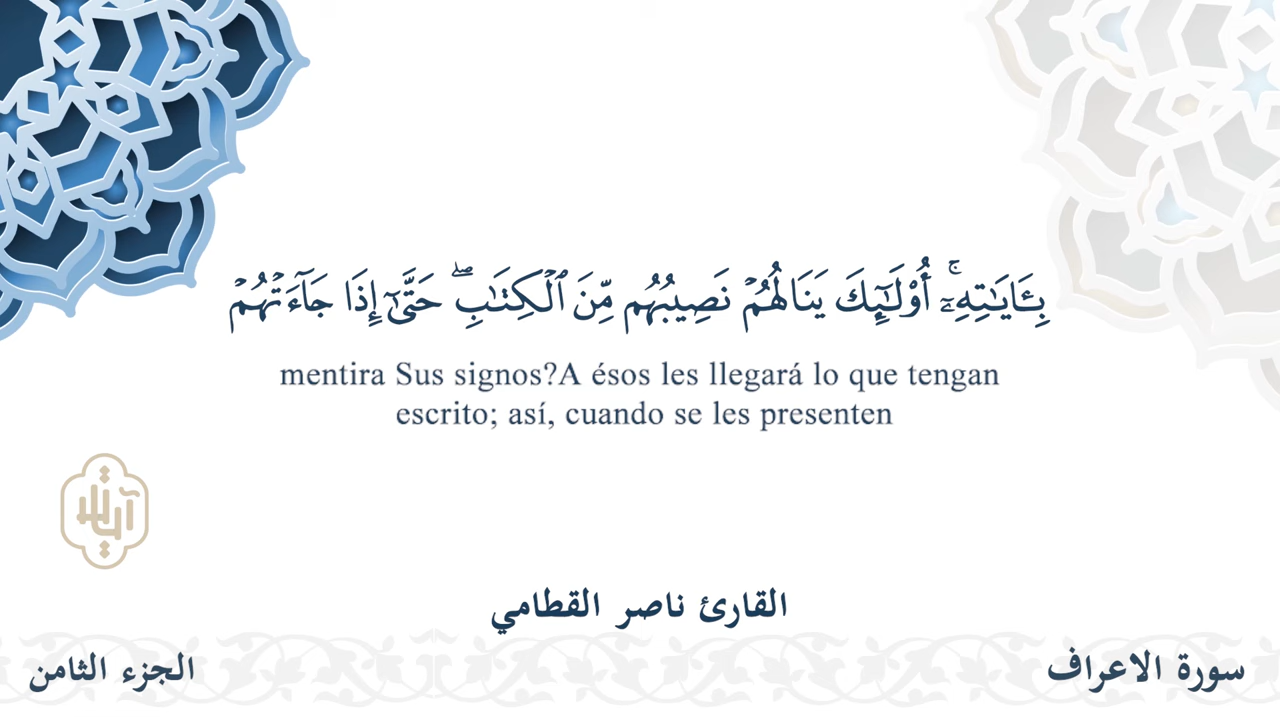 بِـَٔايَـٰتِهِۦٓ ۚ أُو۟لَـٰٓئِكَ يَنَالُهُمْ نَصِيبُهُم مِّنَ ٱلْكِتَـٰبِ ۖ حَتَّىٰٓ إِذَا جَآءَتْهُمْ
mentira Sus signos?A ésos les llegará lo que tengan
escrito; así, cuando se les presenten
القارئ ناصر القطامي
سورة الاعراف
الجزء الثامن